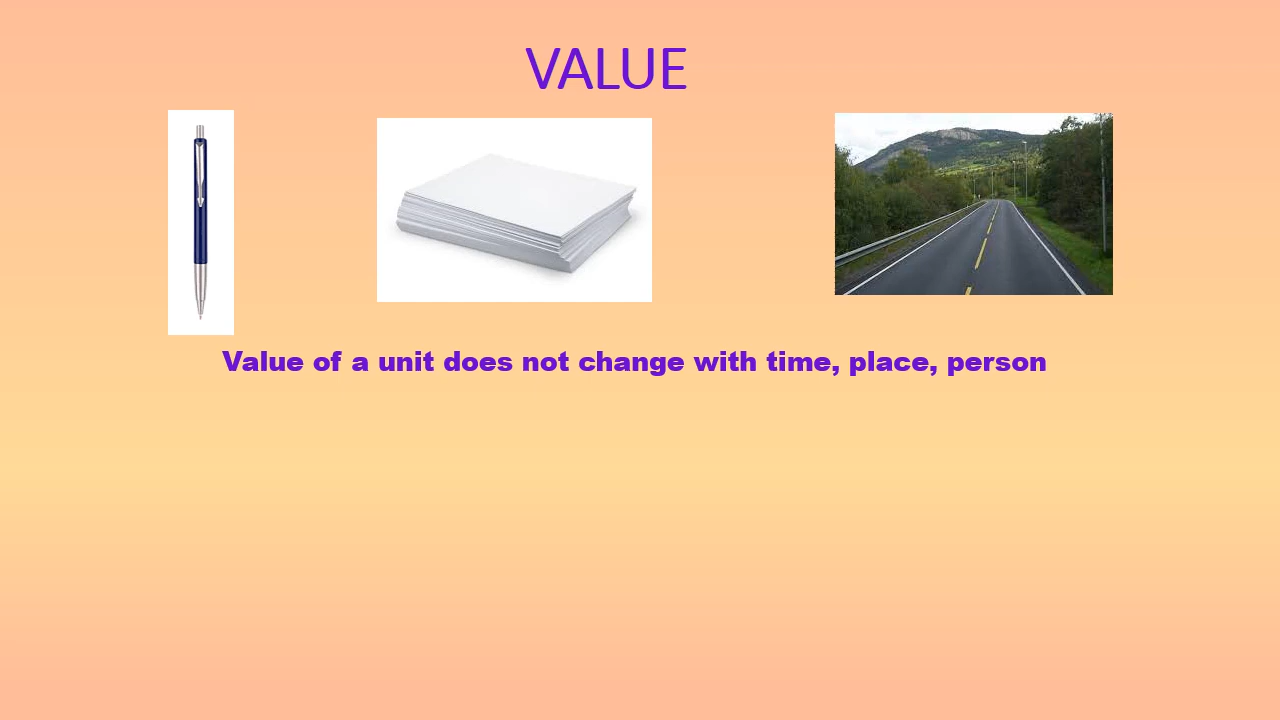 VALUE
Value of a unit does not change with time, place, person